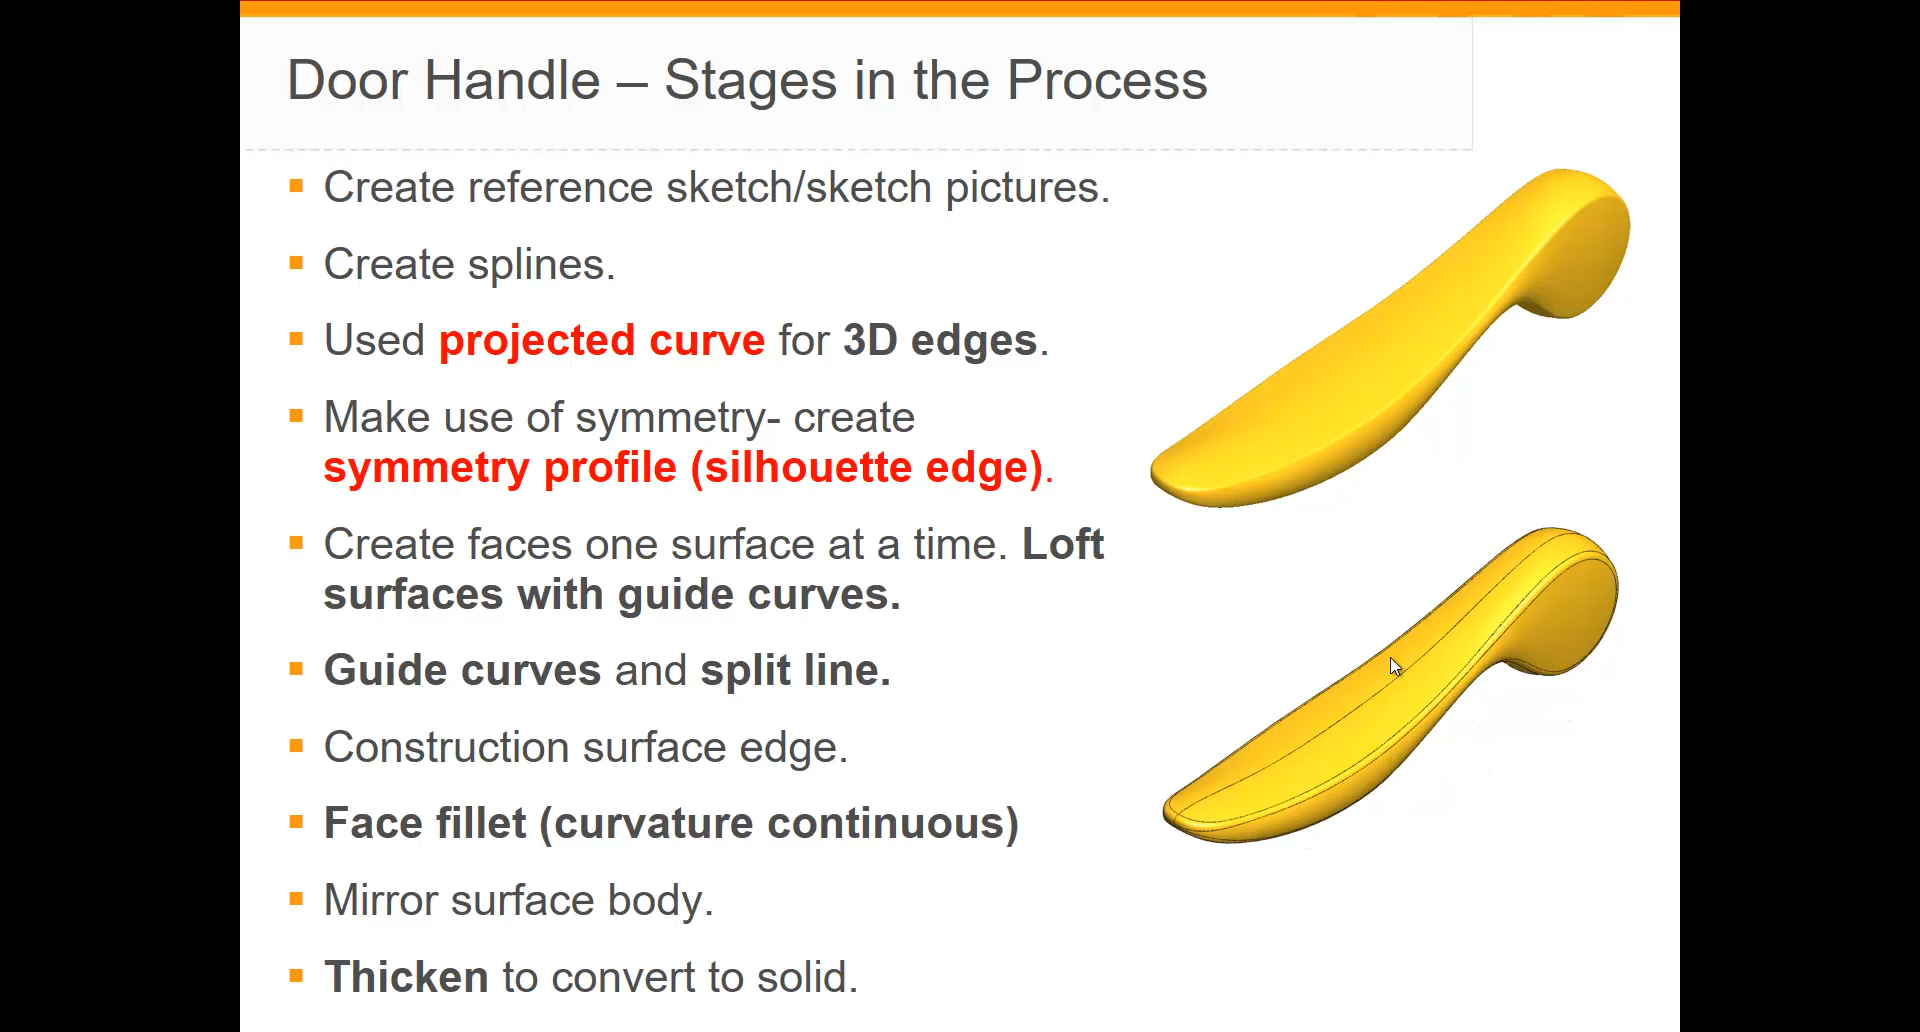 Door Handle – Stages in the Process
Create reference sketch/sketch pictures.
Create splines.
Used projected curve for 3D edges.
Make use of symmetry- create
symmetry profile (silhouette edge).
Create faces one surface at a time. Loft
surfaces with guide curves.
Guide curves and split line.
Construction surface edge.
Face fillet (curvature continuous)
Mirror surface body.
Thicken to convert to solid.